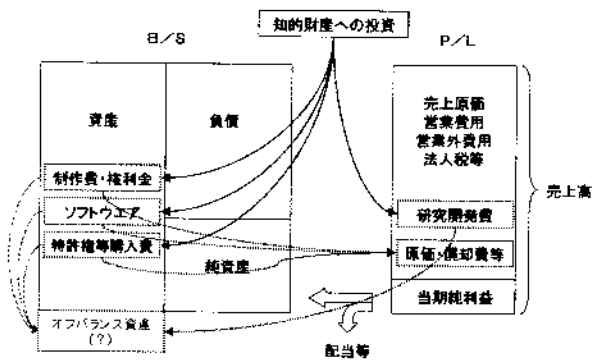 知的財産への投資
B/S
P/L
資産
負債
売上原価
営業費用
営業外費用
法人税等
売上高
制作費・権利金
ソフトウエア
特許権等購入費
純資産
研究開発費
原価・償却費等
当期純利益
オフバランス資産
(?)
配当等